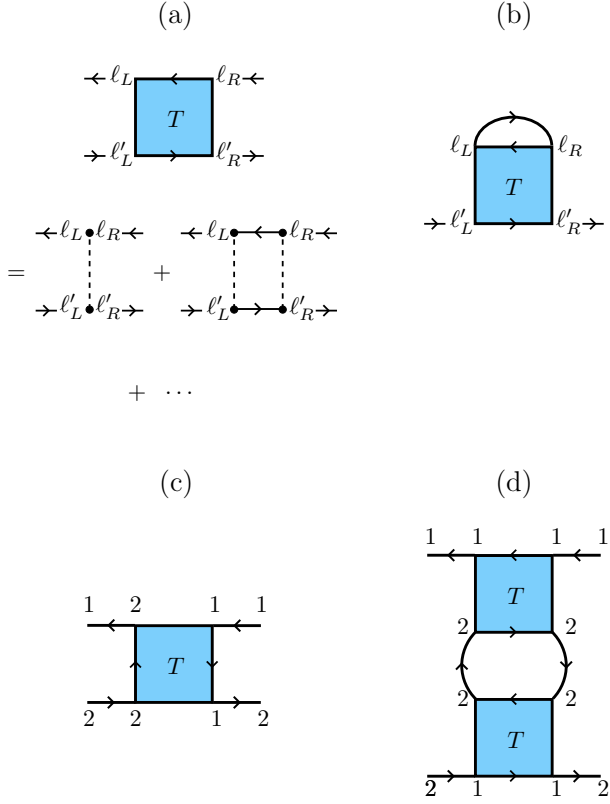 (a) (b)
ℓ_L ℓ_R
T
ℓ'_L ℓ'_R
ℓ_L ℓ_R
T
ℓ'_L ℓ'_R
ℓ_L ℓ_R ℓ_L ℓ_R
= +
ℓ'_L ℓ'_R ℓ'_L ℓ'_R
+ ⋯
(c) (d)
1 2 1 1
T
2 2 1 2
1 1 1 1
T
2 2
2 2
T
2 1 1 2